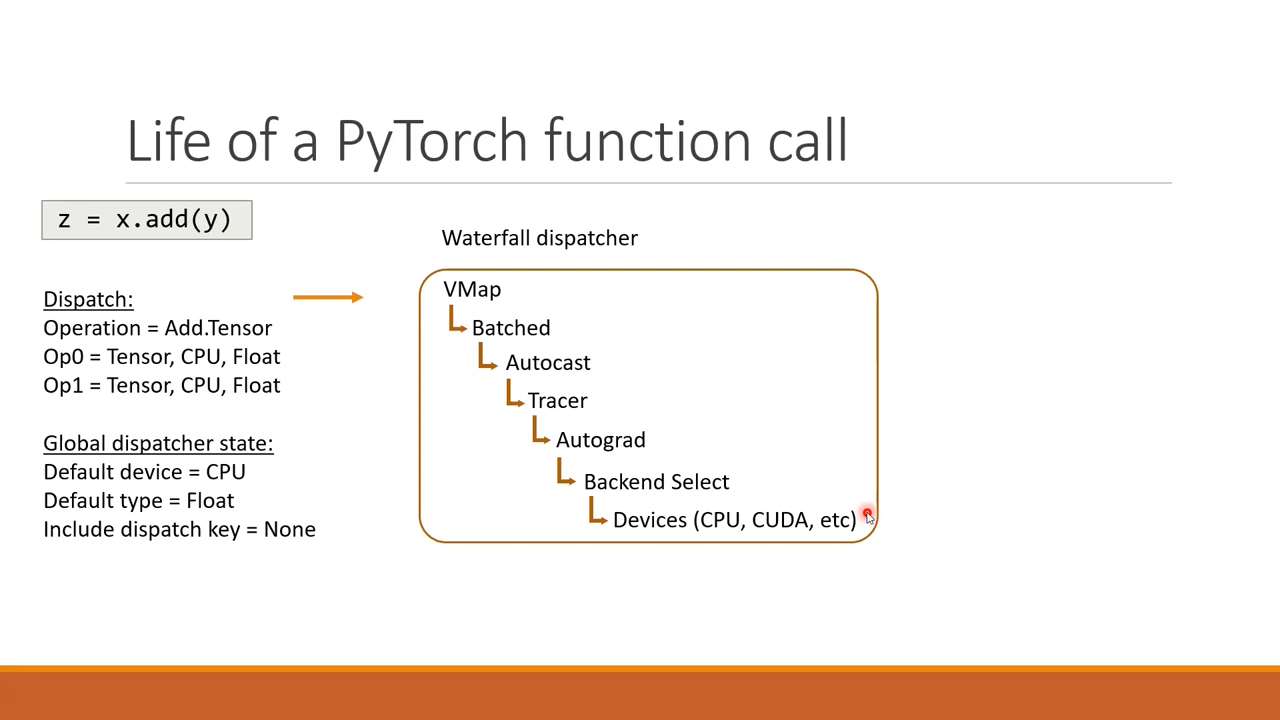 Life of a PyTorch function call
z = x.add(y)
Dispatch:
Operation = Add.Tensor
Op0 = Tensor, CPU, Float
Op1 = Tensor, CPU, Float
Global dispatcher state:
Default device = CPU
Default type = Float
Include dispatch key = None
Waterfall dispatcher
VMap
Batched
Autocast
Tracer
Autograd
Backend Select
Devices (CPU, CUDA, etc)